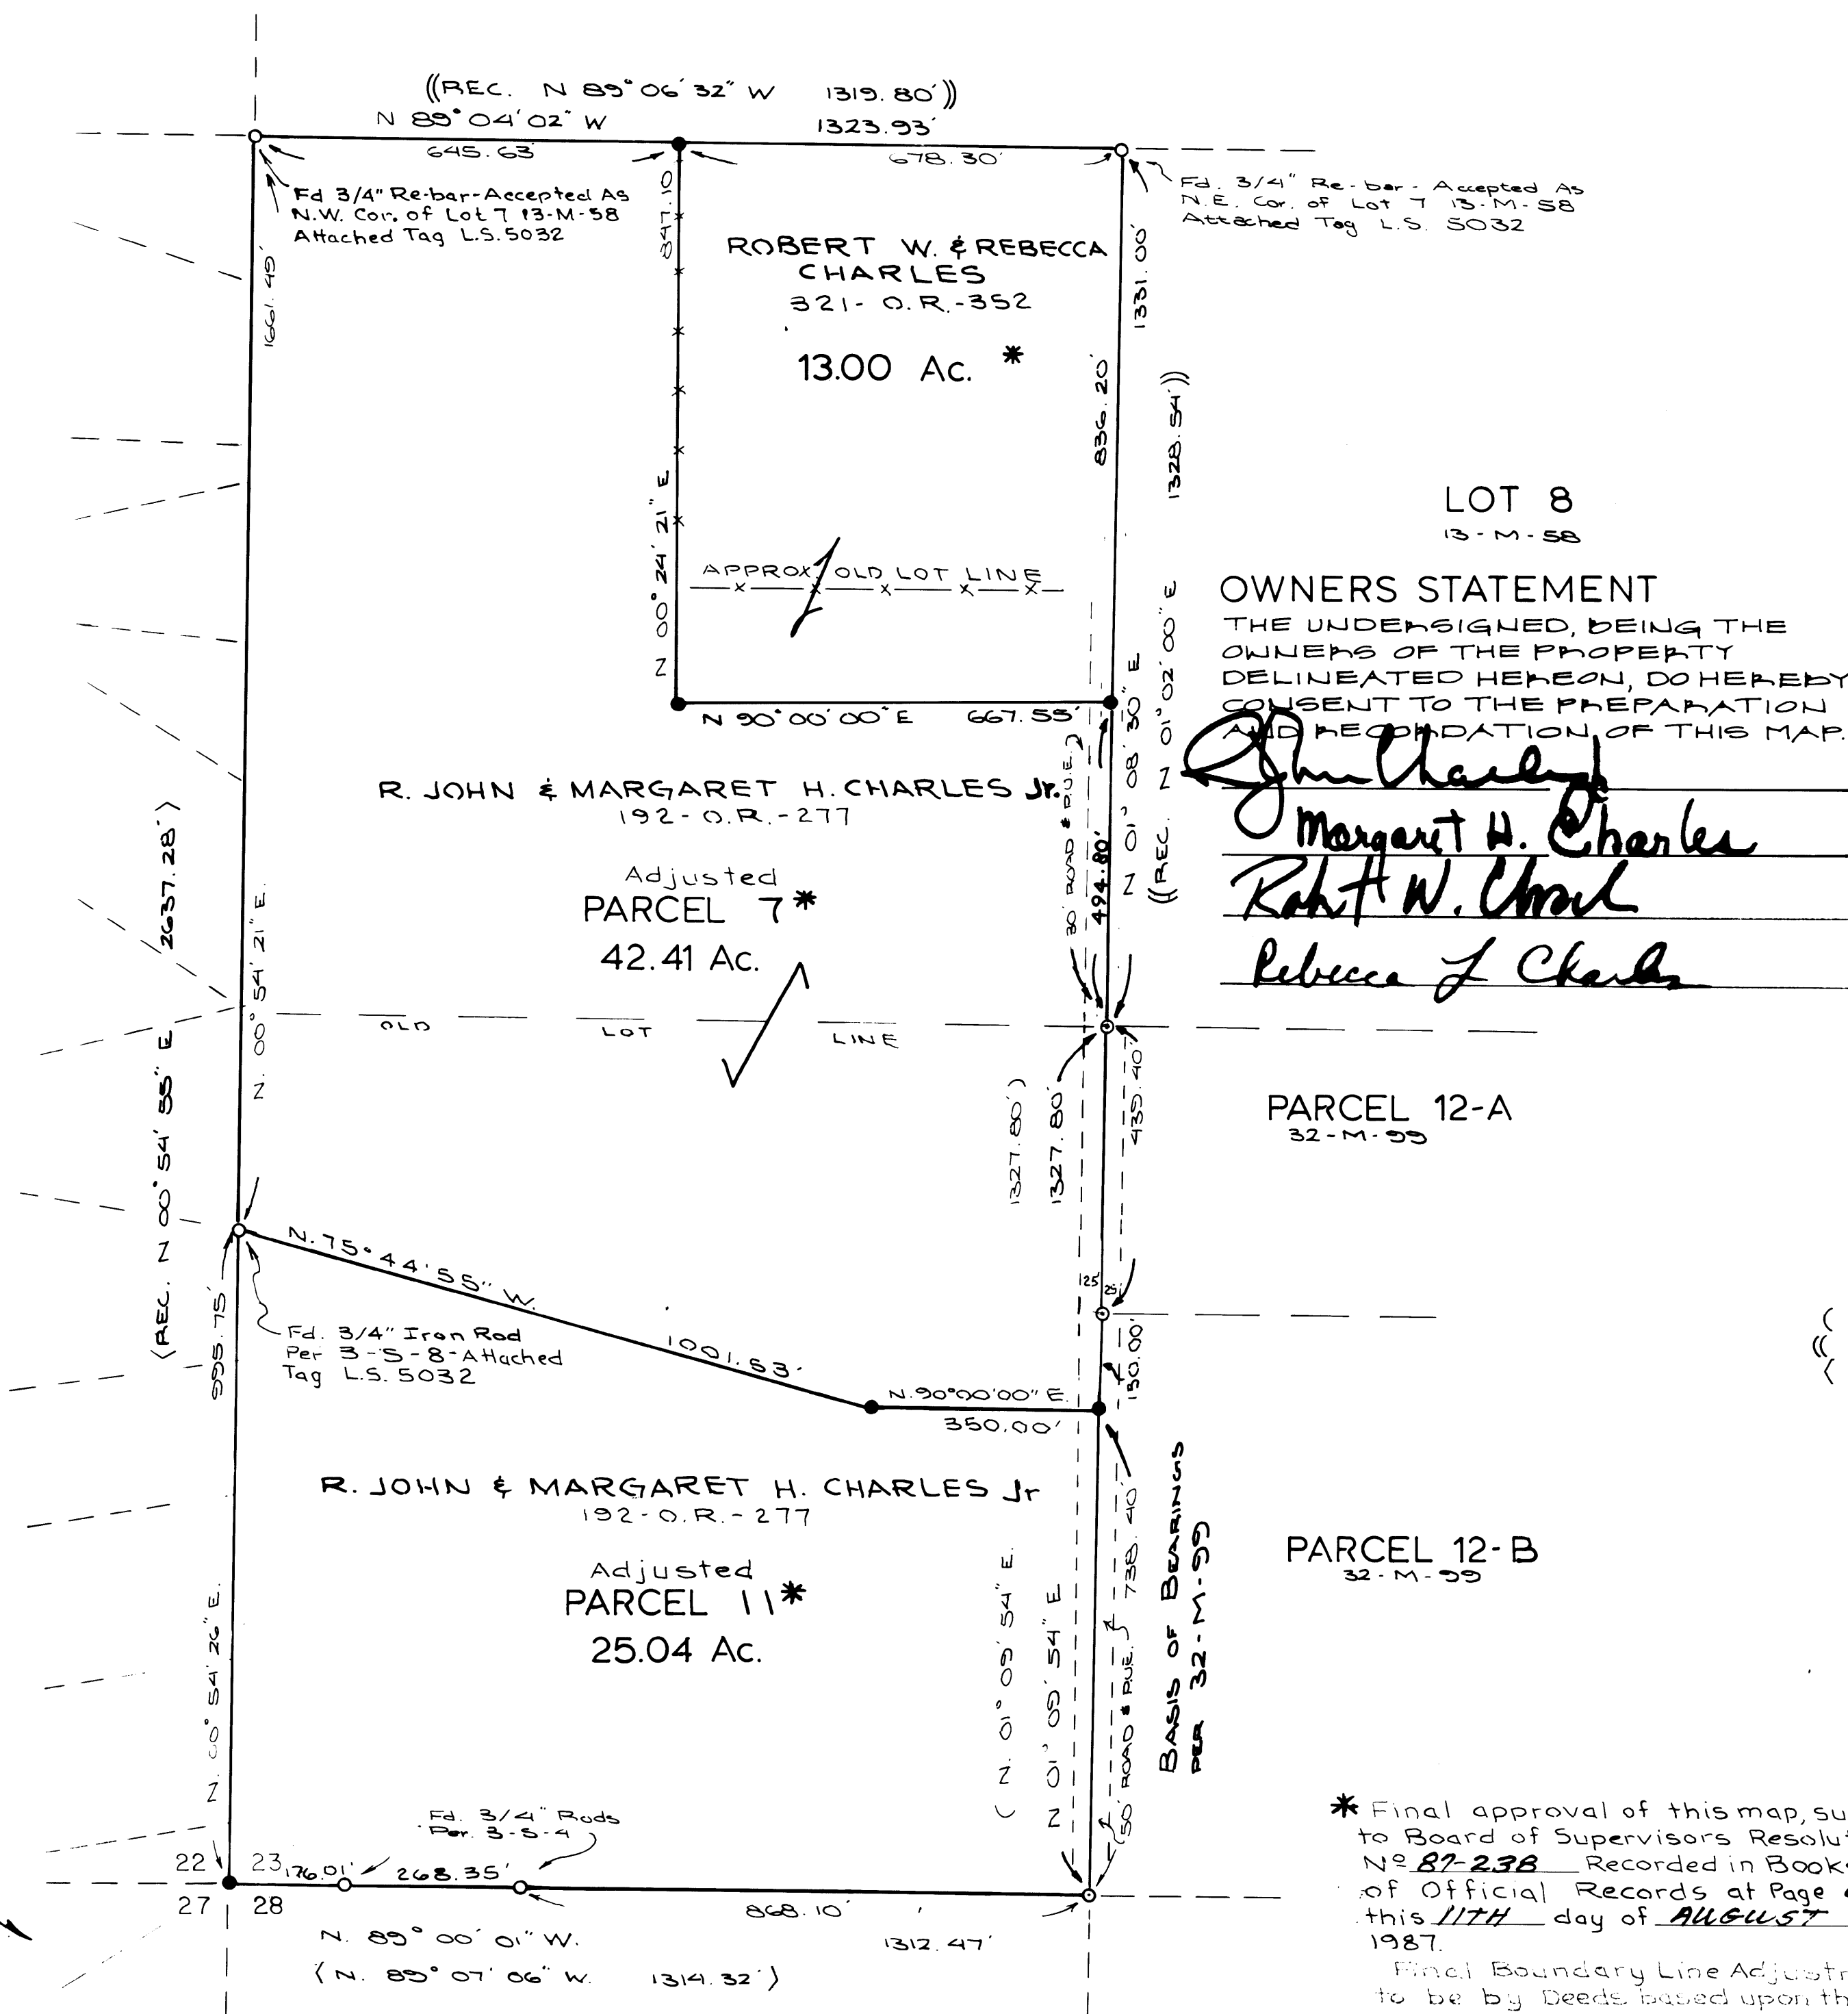 ((REC. N 89° 06' 32" W 1319.80'))
N 89° 04' 02" W 1323.93'
645.63' 678.30'
Fd 3/4" Re-bar-Accepted As
N.W. Cor. of Lot 7 13-M-58
Attached Tag L.S. 5032
Fd. 3/4" Re-bar - Accepted As
N.E. Cor. of Lot 7 13-M-58
Attached Tag L.S. 5032
1661.49'
847.10
N 00° 24' 21" E
ROBERT W. & REBECCA
CHARLES
321- O.R.-352
13.00 Ac. *
1331.00'
836.20'
1328.54'))
APPROX. OLD LOT LINE
N 90° 00' 00" E 667.55'
N 01° 08' 30" E
((REC. N 01° 02' 00" E
LOT 8
13-M-58
OWNERS STATEMENT
THE UNDERSIGNED, BEING THE
OWNERS OF THE PROPERTY
DELINEATED HEREON, DO HEREBY
CONSENT TO THE PREPARATION
AND RECORDATION OF THIS MAP.
R John Charles Jr
Margaret H. Charles
Robert W. Charles
Rebecca L Charles
R. JOHN & MARGARET H. CHARLES Jr.
192-O.R.-277
Adjusted
PARCEL 7*
42.41 Ac.
30' ROAD & P.U.E.)
494.80'
2637.28')
(REC. N 00° 54' 55" E
N. 00° 54' 21" E.
OLD LOT LINE
1327.80')
1327.80'
435.40'
PARCEL 12-A
32-M-99
N. 75° 44' 55" W.
1001.53'
995.75'
Fd. 3/4" Iron Rod
Per 3-S-8-Attached
Tag L.S. 5032
125' 25'
150.00'
N. 90°00'00" E.
350.00'
R. JOHN & MARGARET H. CHARLES Jr
192-O.R.-277
Adjusted
PARCEL 11*
25.04 Ac.
738.40'
BASIS OF BEARINGS
PER 32-M-99
PARCEL 12-B
32-M-99
N. 00° 54' 26" E.
(N. 01° 09' 54" E.
N 01° 09' 54" E
(50' ROAD & P.U.E.)
Fd. 3/4" Rods
Per. 3-S-4
22 23 176.01' 268.35'
27 28 868.10'
N. 89° 00' 01" W. 1312.47'
(N. 89° 07' 06" W. 1314.32')
* Final approval of this map, su
to Board of Supervisors Resolut
Nº 87-238 Recorded in Book
of Official Records at Page
this 11TH day of AUGUST
1987.
Final Boundary Line Adjustm
to be by Deeds based upon th